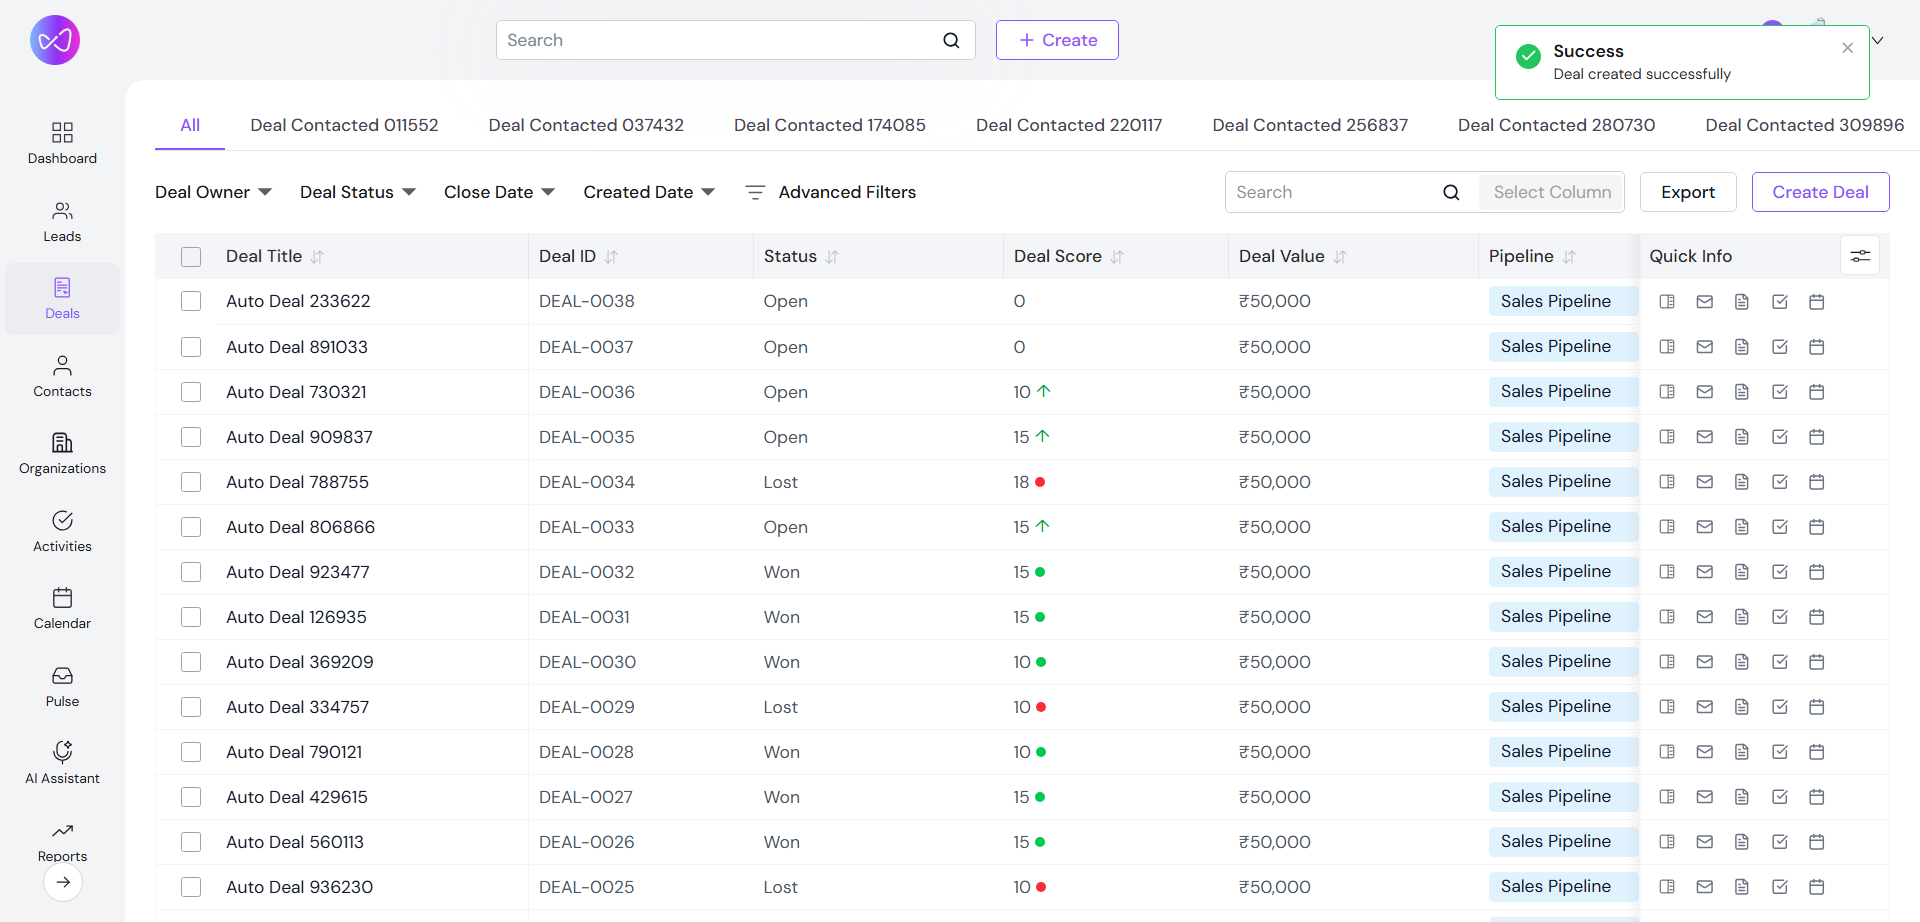 Search
+ Create
Success
Deal created successfully
Dashboard
Leads
Deals
Contacts
Organizations
Activities
Calendar
Pulse
AI Assistant
Reports
All Deal Contacted 011552 Deal Contacted 037432 Deal Contacted 174085 Deal Contacted 220117 Deal Contacted 256837 Deal Contacted 280730 Deal Contacted 309896
Deal Owner Deal Status Close Date Created Date Advanced Filters Search Select Column Export Create Deal
Deal Title Deal ID Status Deal Score Deal Value Pipeline Quick Info
Auto Deal 233622 DEAL-0038 Open 0 ₹50,000 Sales Pipeline
Auto Deal 891033 DEAL-0037 Open 0 ₹50,000 Sales Pipeline
Auto Deal 730321 DEAL-0036 Open 10 ₹50,000 Sales Pipeline
Auto Deal 909837 DEAL-0035 Open 15 ₹50,000 Sales Pipeline
Auto Deal 788755 DEAL-0034 Lost 18 ₹50,000 Sales Pipeline
Auto Deal 806866 DEAL-0033 Open 15 ₹50,000 Sales Pipeline
Auto Deal 923477 DEAL-0032 Won 15 ₹50,000 Sales Pipeline
Auto Deal 126935 DEAL-0031 Won 15 ₹50,000 Sales Pipeline
Auto Deal 369209 DEAL-0030 Won 10 ₹50,000 Sales Pipeline
Auto Deal 334757 DEAL-0029 Lost 10 ₹50,000 Sales Pipeline
Auto Deal 790121 DEAL-0028 Won 10 ₹50,000 Sales Pipeline
Auto Deal 429615 DEAL-0027 Won 15 ₹50,000 Sales Pipeline
Auto Deal 560113 DEAL-0026 Won 15 ₹50,000 Sales Pipeline
Auto Deal 936230 DEAL-0025 Lost 10 ₹50,000 Sales Pipeline